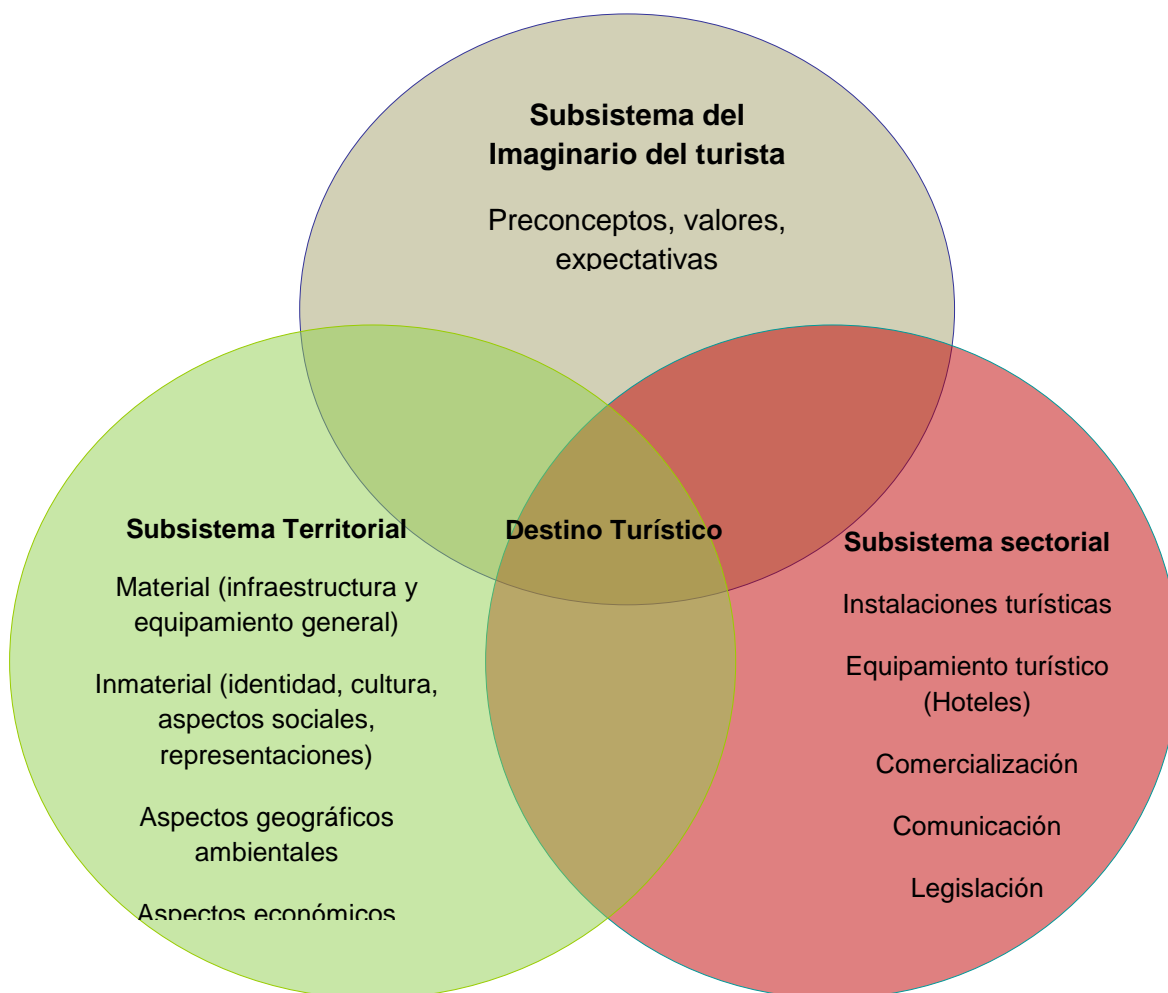 Subsistema del
Imaginario del turista
Preconceptos, valores,
expectativas
Subsistema Territorial
Material (infraestructura y
equipamiento general)
Inmaterial (identidad, cultura,
aspectos sociales,
representaciones)
Aspectos geográficos
ambientales
Aspectos económicos
Destino Turístico
Subsistema sectorial
Instalaciones turísticas
Equipamiento turístico
(Hoteles)
Comercialización
Comunicación
Legislación